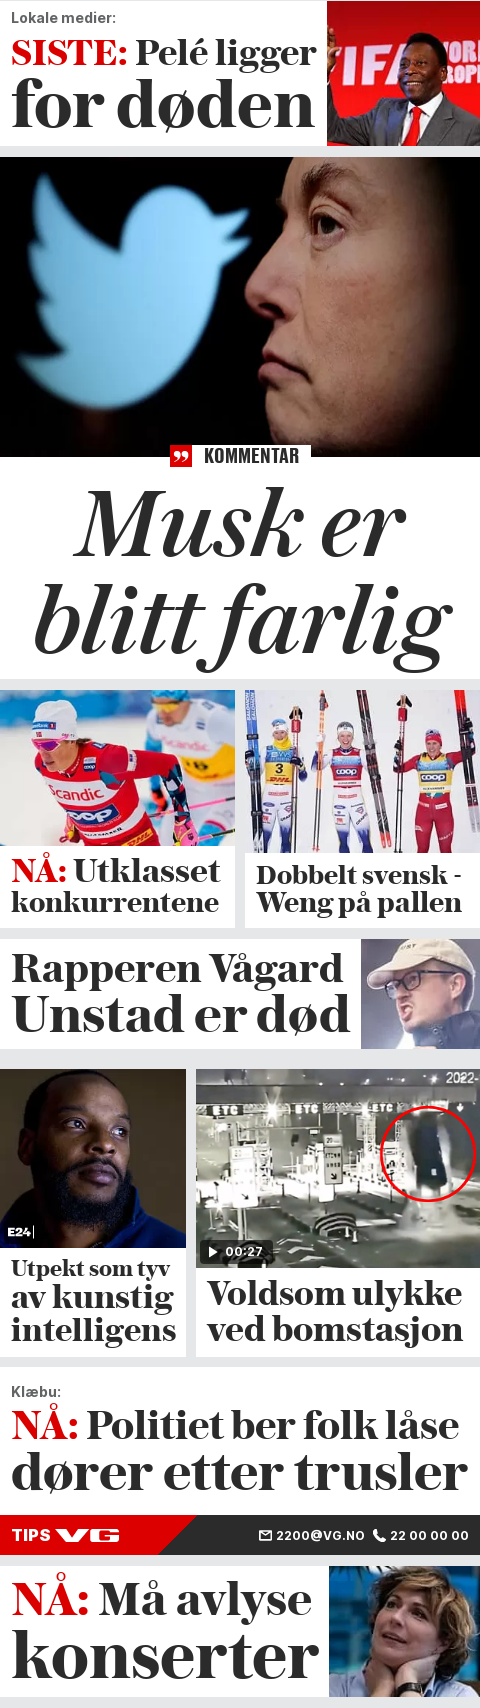 Lokale medier:
SISTE: Pelé ligger
for døden
KOMMENTAR
Musk er
blitt farlig
NÅ: Utklasset
konkurrentene
Dobbelt svensk -
Weng på pallen
Rapperen Vågard
Unstad er død
E24
Utpekt som tyv
av kunstig
intelligens
2022-
ETC ETC ETC
00:27
Voldsom ulykke
ved bomstasjon
Klæbu:
NÅ: Politiet ber folk låse
dører etter trusler
TIPS VG 2200@VG.NO 22 00 00 00
NÅ: Må avlyse
konserter